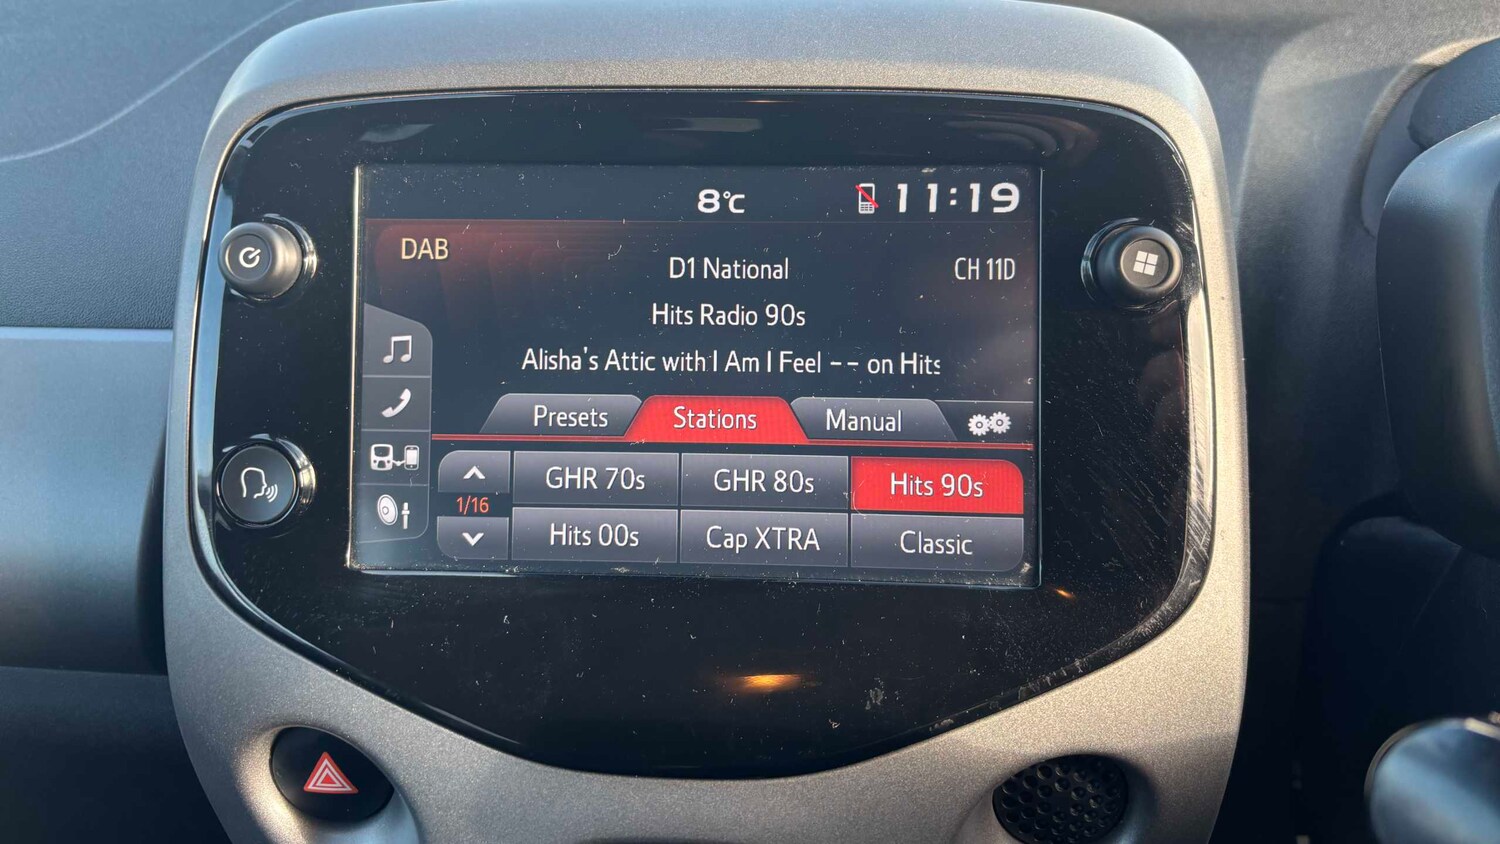 8°C 11:19
DAB
D1 National CH 11D
Hits Radio 90s
Alisha's Attic with I Am I Feel -- on Hits
Presets Stations Manual
GHR 70s GHR 80s Hits 90s
1/16
Hits 00s Cap XTRA Classic